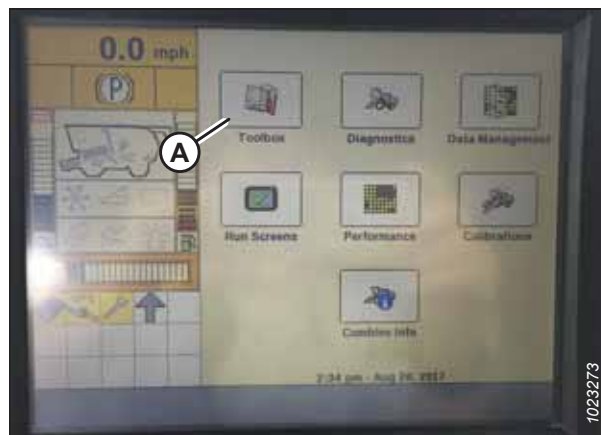 0.0 mph
(P)
A
Toolbox
Diagnostics
Data Management
Run Screens
Performance
Calibrations
Combine Info
2:34 pm - Aug 24, 2017
1023273